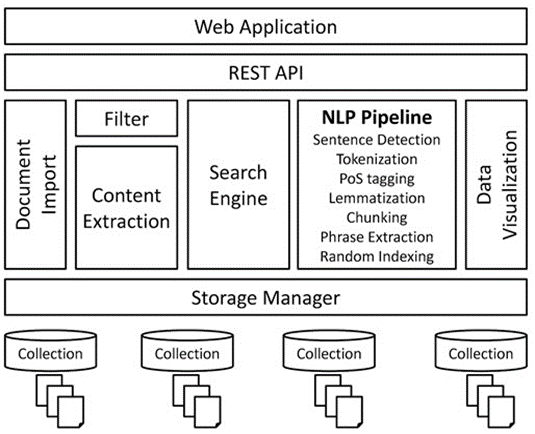 Web Application
REST API
Document
Import
Filter
Content
Extraction
Search
Engine
NLP Pipeline
Sentence Detection
Tokenization
PoS tagging
Lemmatization
Chunking
Phrase Extraction
Random Indexing
Data
Visualization
Storage Manager
Collection
Collection
Collection
Collection